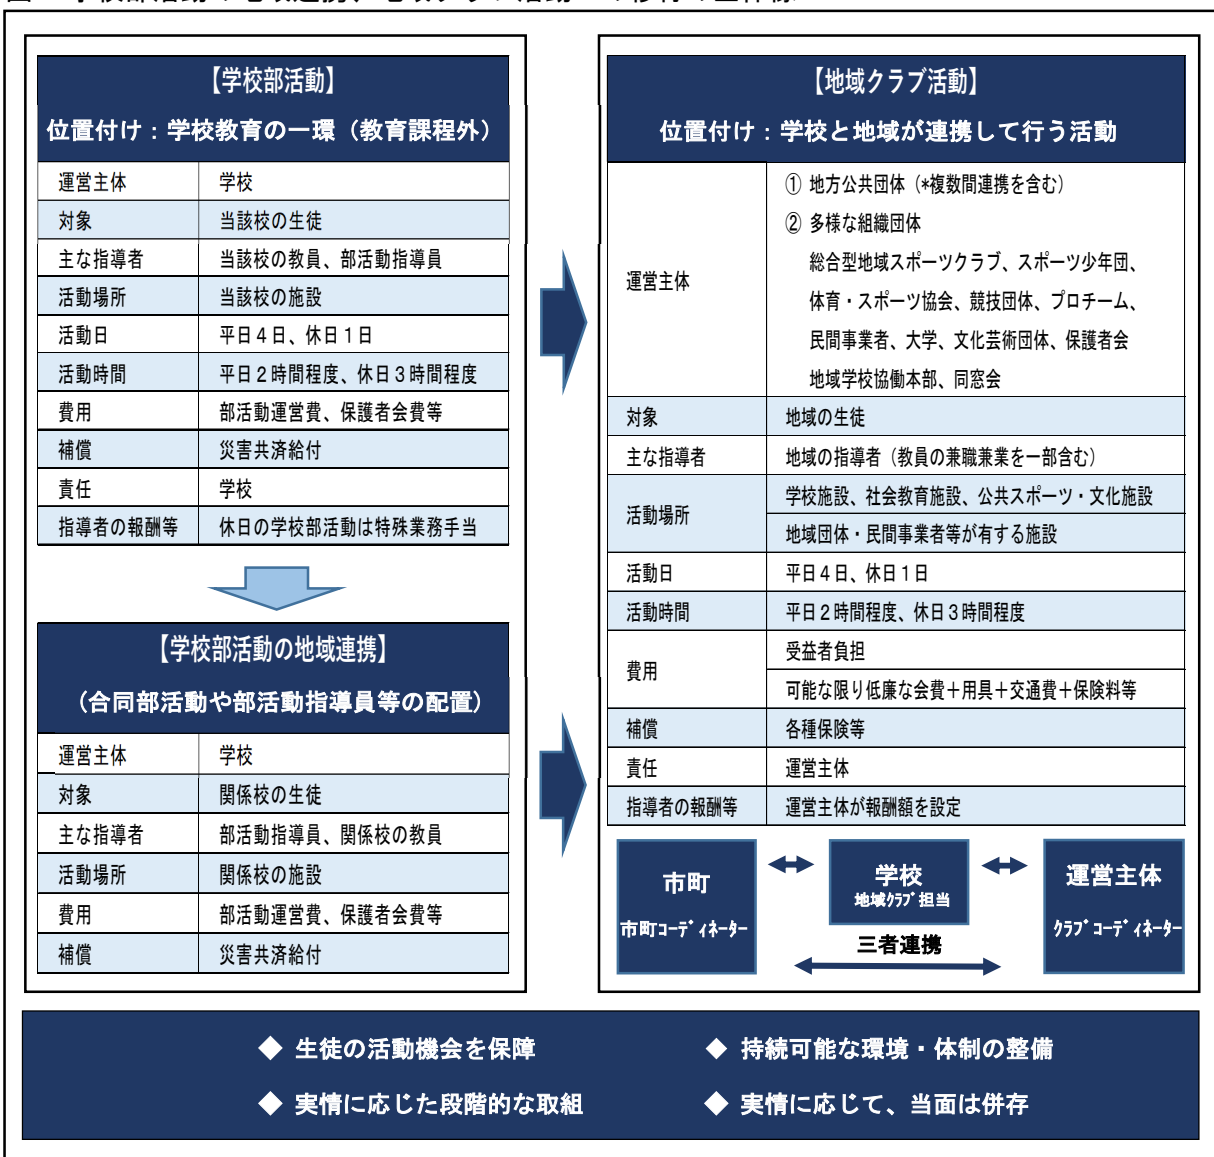 【学校部活動】
位置付け：学校教育の一環（教育課程外）
運営主体 学校
対象 当該校の生徒
主な指導者 当該校の教員、部活動指導員
活動場所 当該校の施設
活動日 平日４日、休日１日
活動時間 平日２時間程度、休日３時間程度
費用 部活動運営費、保護者会費等
補償 災害共済給付
責任 学校
指導者の報酬等 休日の学校部活動は特殊業務手当
【学校部活動の地域連携】
（合同部活動や部活動指導員等の配置）
運営主体 学校
対象 関係校の生徒
主な指導者 部活動指導員、関係校の教員
活動場所 関係校の施設
費用 部活動運営費、保護者会費等
補償 災害共済給付
【地域クラブ活動】
位置付け：学校と地域が連携して行う活動
運営主体
① 地方公共団体（*複数間連携を含む）
② 多様な組織団体
総合型地域スポーツクラブ、スポーツ少年団、
体育・スポーツ協会、競技団体、プロチーム、
民間事業者、大学、文化芸術団体、保護者会
地域学校協働本部、同窓会
対象 地域の生徒
主な指導者 地域の指導者（教員の兼職兼業を一部含む）
活動場所
学校施設、社会教育施設、公共スポーツ・文化施設
地域団体・民間事業者等が有する施設
活動日 平日４日、休日１日
活動時間 平日２時間程度、休日３時間程度
費用
受益者負担
可能な限り低廉な会費＋用具＋交通費＋保険料等
補償 各種保険等
責任 運営主体
指導者の報酬等 運営主体が報酬額を設定
市町
市町ｺｰﾃﾞｨﾈｰﾀｰ
学校
地域ｸﾗﾌﾞ担当
運営主体
ｸﾗﾌﾞｺｰﾃﾞｨﾈｰﾀｰ
三者連携
◆ 生徒の活動機会を保障
◆ 持続可能な環境・体制の整備
◆ 実情に応じた段階的な取組
◆ 実情に応じて、当面は併存